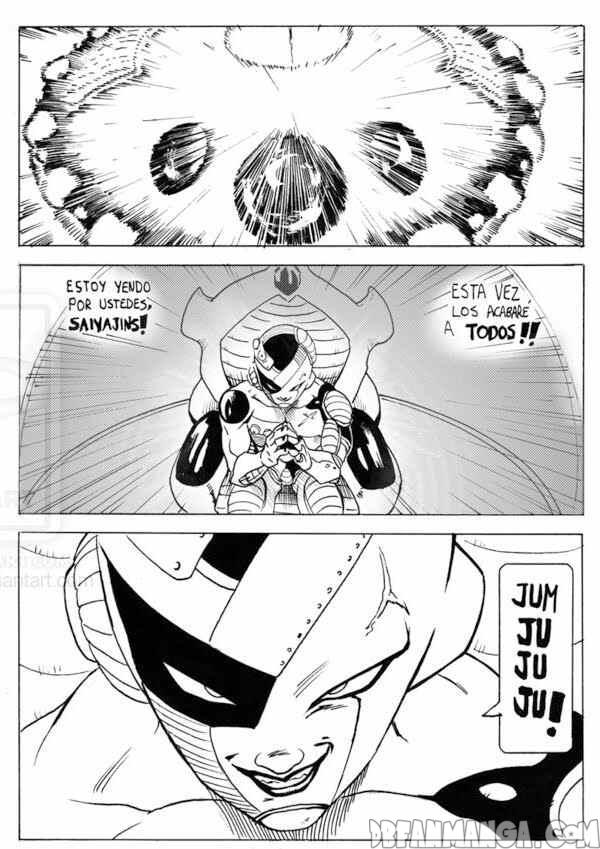 ESTOY YENDO
POR USTEDES,
SAIYAJINS!
ESTA VEZ
LOS ACABARÉ
A TODOS!!
JUM
JU
JU
JU!
DBFANMANGA.COM